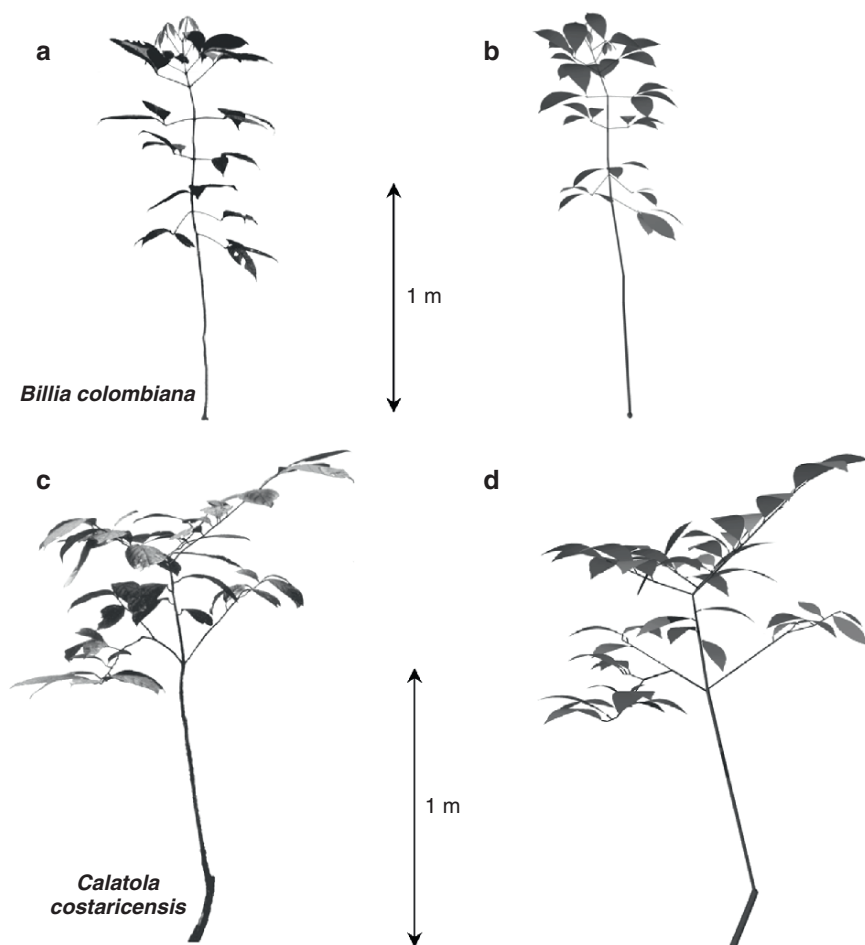 a
b
1 m
Billia colombiana
c
d
1 m
Calatola
costaricensis